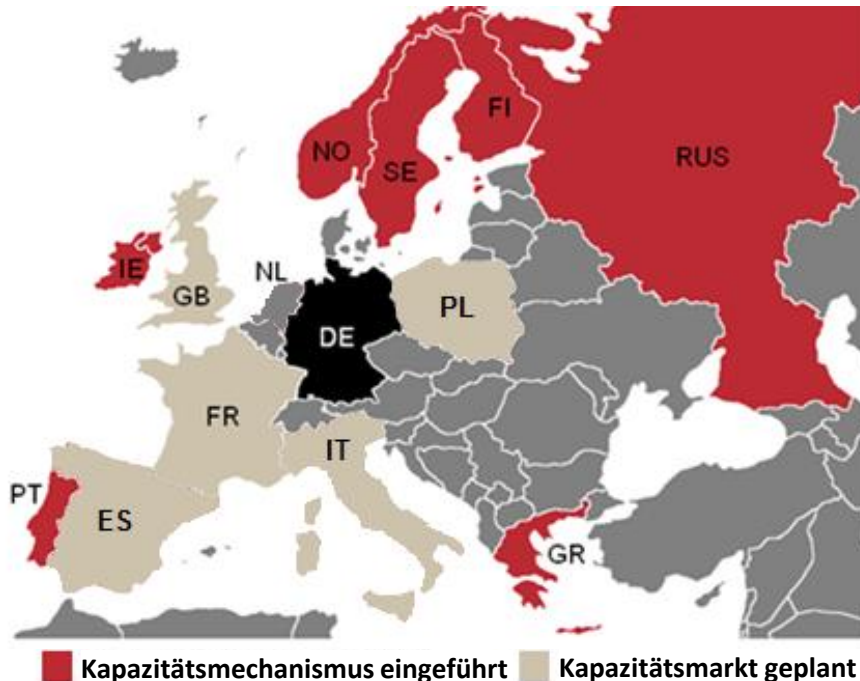 FI
NO
SE
RUS
IE
NL
GB
PL
DE
FR
IT
PT
ES
GR
Kapazitätsmechanismus eingeführt
Kapazitätsmarkt geplant